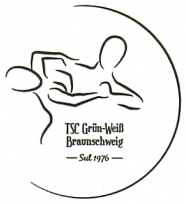 TSC Grün-Weiß
Braunschweig
— Seit 1976 —